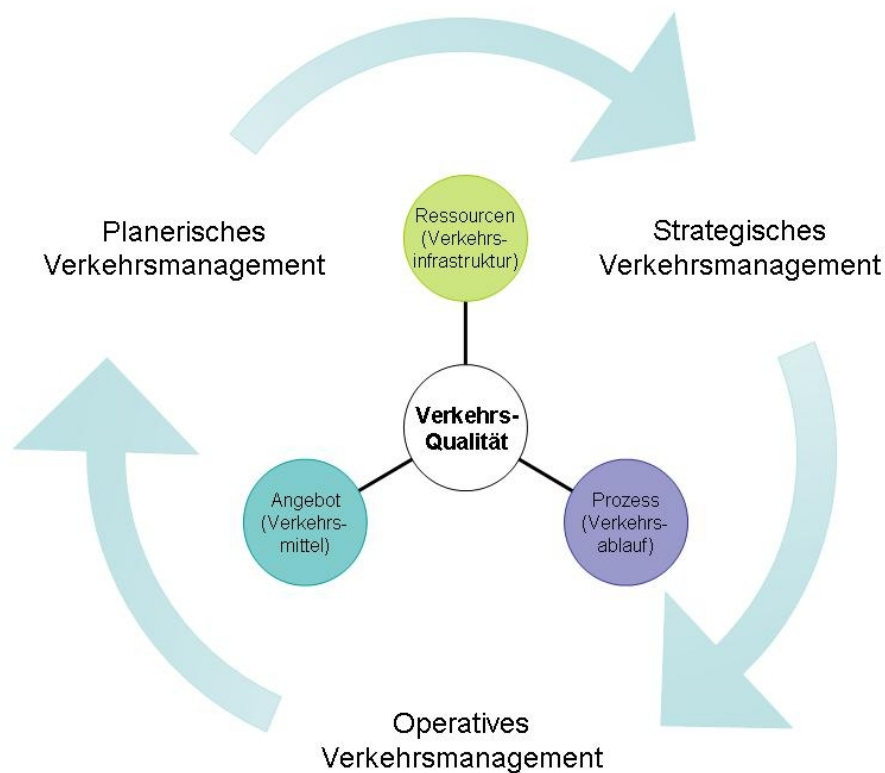 Planerisches
Verkehrsmanagement
Ressourcen
(Verkehrs-
infrastruktur)
Strategisches
Verkehrsmanagement
Verkehrs-
Qualität
Angebot
(Verkehrs-
mittel)
Prozess
(Verkehrs-
ablauf)
Operatives
Verkehrsmanagement